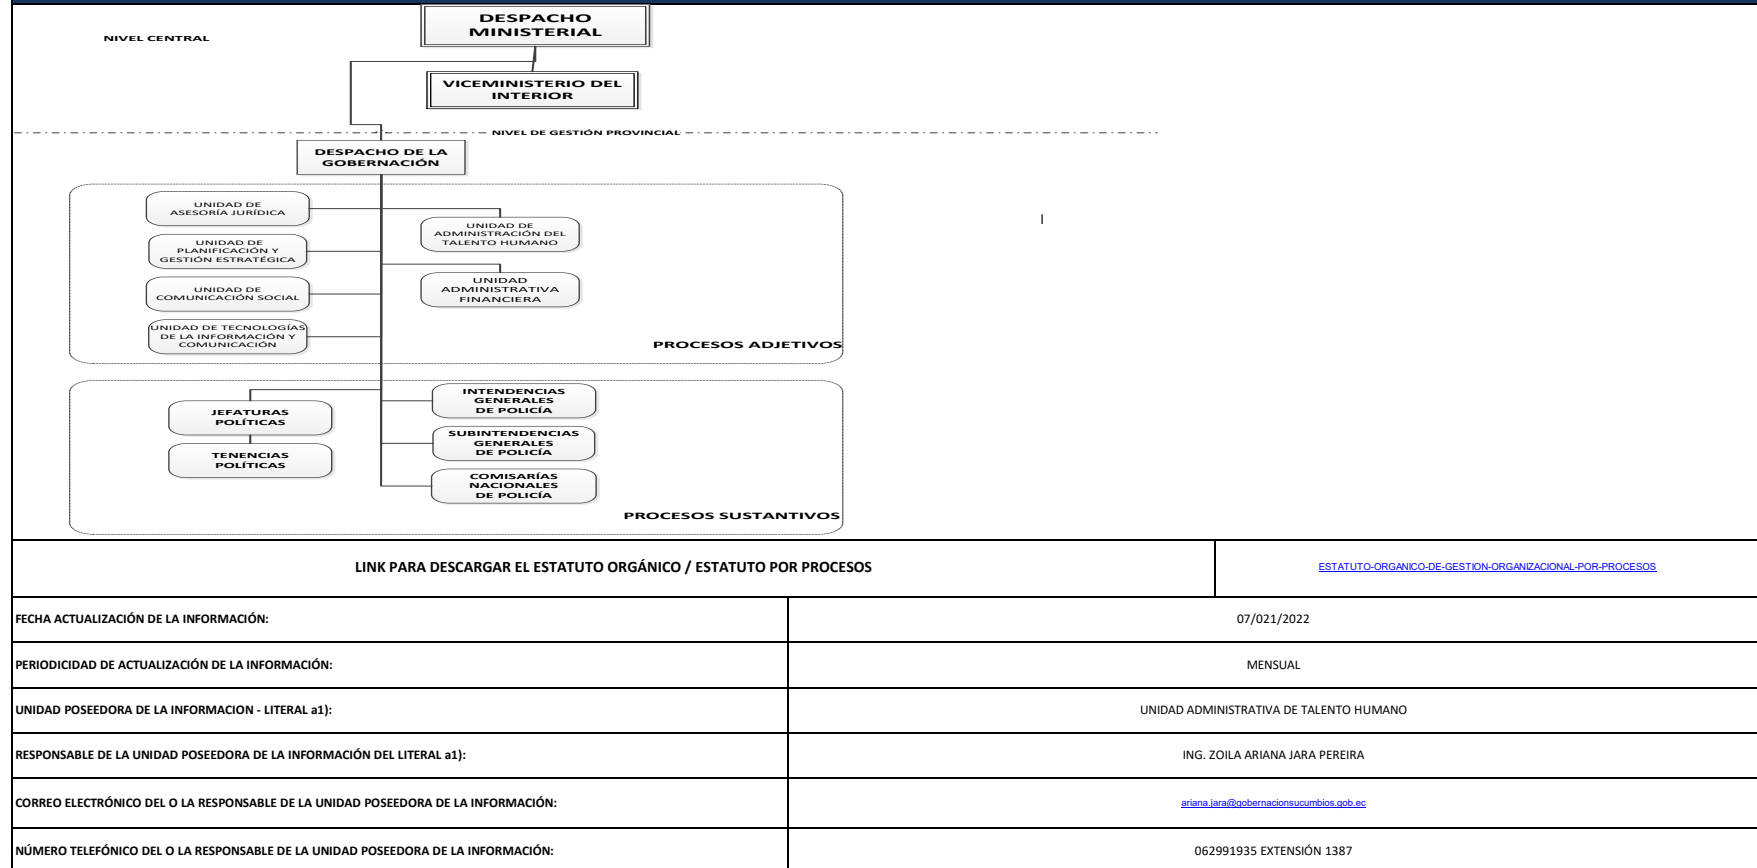 DESPACHO
MINISTERIAL
NIVEL CENTRAL
VICEMINISTERIO DEL
INTERIOR
NIVEL DE GESTIÓN PROVINCIAL
DESPACHO DE LA
GOBERNACIÓN
UNIDAD DE
ASESORÍA JURÍDICA
UNIDAD DE
ADMINISTRACIÓN DEL
TALENTO HUMANO
UNIDAD DE
PLANIFICACIÓN Y
GESTIÓN ESTRATÉGICA
UNIDAD
ADMINISTRATIVA
FINANCIERA
UNIDAD DE
COMUNICACIÓN SOCIAL
UNIDAD DE TECNOLOGÍAS
DE LA INFORMACIÓN Y
COMUNICACIÓN
PROCESOS ADJETIVOS
I
JEFATURAS
POLÍTICAS
TENENCIAS
POLÍTICAS
INTENDENCIAS
GENERALES
DE POLICÍA
SUBINTENDENCIAS
GENERALES
DE POLICÍA
COMISARÍAS
NACIONALES
DE POLICÍA
PROCESOS SUSTANTIVOS
LINK PARA DESCARGAR EL ESTATUTO ORGÁNICO / ESTATUTO POR PROCESOS
ESTATUTO-ORGANICO-DE-GESTION-ORGANIZACIONAL-POR-PROCESOS
FECHA ACTUALIZACIÓN DE LA INFORMACIÓN:
07/021/2022
PERIODICIDAD DE ACTUALIZACIÓN DE LA INFORMACIÓN:
MENSUAL
UNIDAD POSEEDORA DE LA INFORMACION - LITERAL a1):
UNIDAD ADMINISTRATIVA DE TALENTO HUMANO
RESPONSABLE DE LA UNIDAD POSEEDORA DE LA INFORMACIÓN DEL LITERAL a1):
ING. ZOILA ARIANA JARA PEREIRA
CORREO ELECTRÓNICO DEL O LA RESPONSABLE DE LA UNIDAD POSEEDORA DE LA INFORMACIÓN:
ariana.jara@gobernacionsucumbios.gob.ec
NÚMERO TELEFÓNICO DEL O LA RESPONSABLE DE LA UNIDAD POSEEDORA DE LA INFORMACIÓN:
062991935 EXTENSIÓN 1387